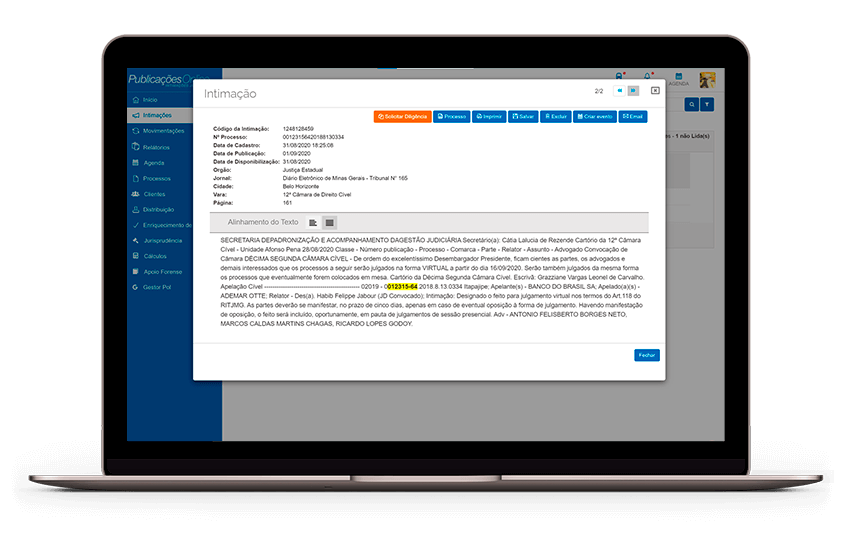 PublicaçõesOnline
AGENDA
Início
Intimações
Movimentações
Relatórios
Agenda
Processos
Clientes
Distribuição
Enriquecimento de
Jurisprudência
Cálculos
Apoio Forense
Gestor Pol
s - 1 não Lida(s)
Intimação
2/2
Solicitar Diligência Processo Imprimir Salvar Excluir Criar evento Email
Código da Intimação: 1248128459
Nº Processo: 00123156420188130334
Data de Cadastro: 31/08/2020 18:25:08
Data de Publicação: 01/09/2020
Data de Disponibilização: 31/08/2020
Orgão: Justiça Estadual
Jornal: Diário Eletrônico de Minas Gerais - Tribunal N° 165
Cidade: Belo Horizonte
Vara: 12ª Câmara de Direito Cível
Página: 161
Alinhamento do Texto
SECRETARIA DEPADRONIZAÇÃO E ACOMPANHAMENTO DAGESTÃO JUDICIÁRIA Secretário(a): Cátia Lalucia de Rezende Cartório da 12ª Câmara
Cível - Unidade Afonso Pena 28/08/2020 Classe - Número publicação - Processo - Comarca - Parte - Relator - Assunto - Advogado Convocação de
Câmara DÉCIMA SEGUNDA CÂMARA CÍVEL - De ordem do excelentíssimo Desembargador Presidente, ficam cientes as partes, os advogados e
demais interessados que os processos a seguir serão julgados na forma VIRTUAL a partir do dia 16/09/2020. Serão também julgados da mesma forma
os processos que eventualmente forem colocados em mesa. Cartório da Décima Segunda Câmara Cível. Escrivã: Grazziane Vargas Leonel de Carvalho.
Apelação Cível ---------------------------------------- 02019 - 0012315-64.2018.8.13.0334 Itapajipe; Apelante(s) - BANCO DO BRASIL SA; Apelado(a)(s) -
ADEMAR OTTE; Relator - Des(a). Habib Felippe Jabour (JD Convocado); Intimação: Designado o feito para julgamento virtual nos termos do Art.118 do
RITJMG. As partes deverão se manifestar, no prazo de cinco dias, apenas em caso de eventual oposição à forma de julgamento. Havendo manifestação
de oposição, o feito será incluído, oportunamente, em pauta de julgamentos de sessão presencial. Adv - ANTONIO FELISBERTO BORGES NETO,
MARCOS CALDAS MARTINS CHAGAS, RICARDO LOPES GODOY.
Fechar